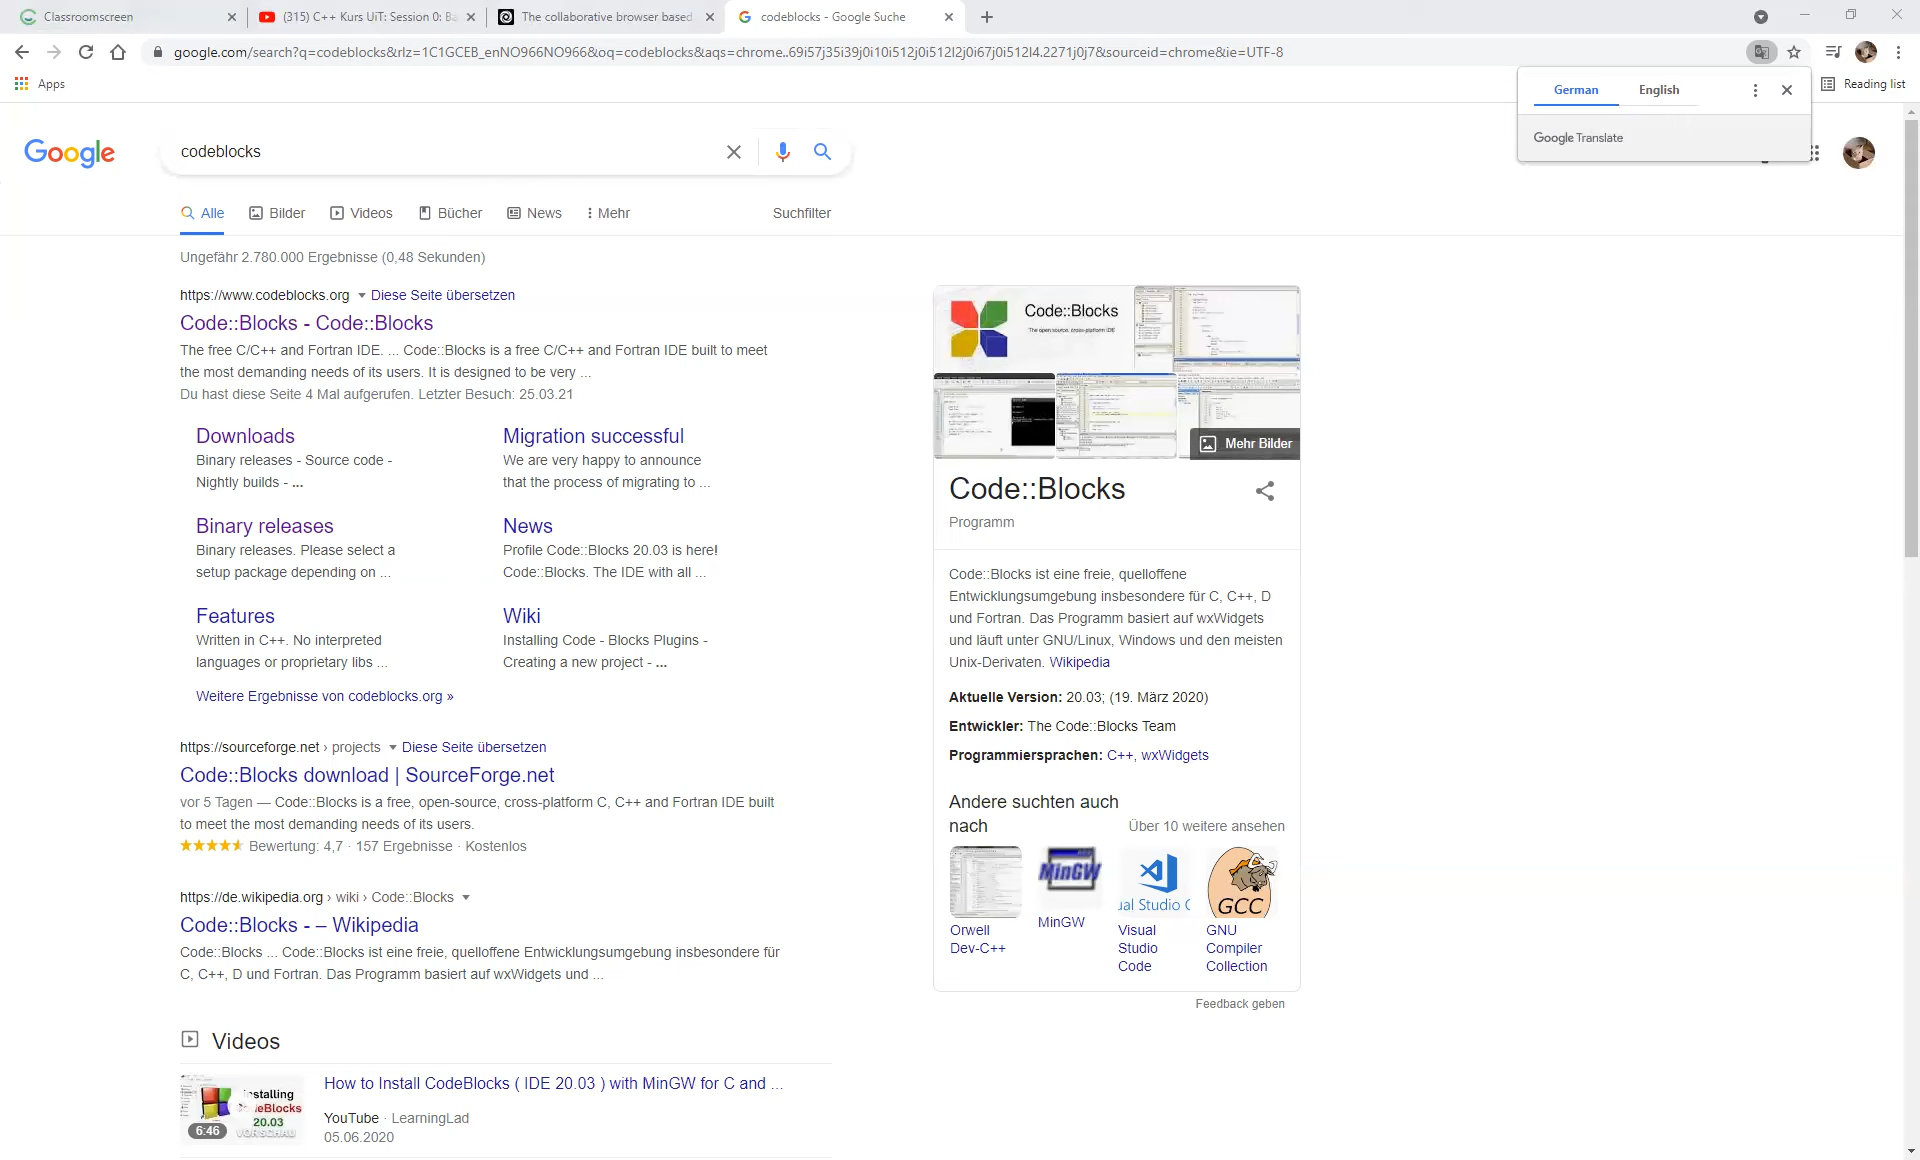 Classroomscreen
(315) C++ Kurs UiT: Session 0: Ba
The collaborative browser based
codeblocks - Google Suche
google.com/search?q=codeblocks&rlz=1C1GCEB_enNO966NO966&oq=codeblocks&aqs=chrome..69i57j35i39j0i10i512j0i512l2j0i67j0i512l4.2271j0j7&sourceid=chrome&ie=UTF-8
Apps
Reading list
German
English
Google Translate
Google
codeblocks
Alle
Bilder
Videos
Bücher
News
Mehr
Suchfilter
Ungefähr 2.780.000 Ergebnisse (0,48 Sekunden)
https://www.codeblocks.org
Diese Seite übersetzen
Code::Blocks - Code::Blocks
The free C/C++ and Fortran IDE. ... Code::Blocks is a free C/C++ and Fortran IDE built to meet
the most demanding needs of its users. It is designed to be very ...
Du hast diese Seite 4 Mal aufgerufen. Letzter Besuch: 25.03.21
Downloads
Binary releases - Source code -
Nightly builds - ...
Migration successful
We are very happy to announce
that the process of migrating to ...
Binary releases
Binary releases. Please select a
setup package depending on ...
News
Profile Code::Blocks 20.03 is here!
Code::Blocks. The IDE with all ...
Features
Written in C++. No interpreted
languages or proprietary libs ...
Wiki
Installing Code - Blocks Plugins -
Creating a new project - ...
Weitere Ergebnisse von codeblocks.org »
https://sourceforge.net › projects
Diese Seite übersetzen
Code::Blocks download | SourceForge.net
vor 5 Tagen — Code::Blocks is a free, open-source, cross-platform C, C++ and Fortran IDE built
to meet the most demanding needs of its users.
Bewertung: 4,7 · 157 Ergebnisse · Kostenlos
https://de.wikipedia.org › wiki › Code::Blocks
Code::Blocks - – Wikipedia
Code::Blocks ... Code::Blocks ist eine freie, quelloffene Entwicklungsumgebung insbesondere für
C, C++, D und Fortran. Das Programm basiert auf wxWidgets und ...
Videos
How to Install CodeBlocks ( IDE 20.03 ) with MinGW for C and ...
YouTube · LearningLad
05.06.2020
20.03
6:46
VORSCHAU
Code::Blocks
The open source, cross-platform IDE
Mehr Bilder
Code::Blocks
Programm
Code::Blocks ist eine freie, quelloffene
Entwicklungsumgebung insbesondere für C, C++, D
und Fortran. Das Programm basiert auf wxWidgets
und läuft unter GNU/Linux, Windows und den meisten
Unix-Derivaten. Wikipedia
Aktuelle Version: 20.03; (19. März 2020)
Entwickler: The Code::Blocks Team
Programmiersprachen: C++, wxWidgets
Andere suchten auch
nach
Über 10 weitere ansehen
MinGW
GCC
Orwell
Dev-C++
MinGW
Visual
Studio
Code
GNU
Compiler
Collection
Feedback geben